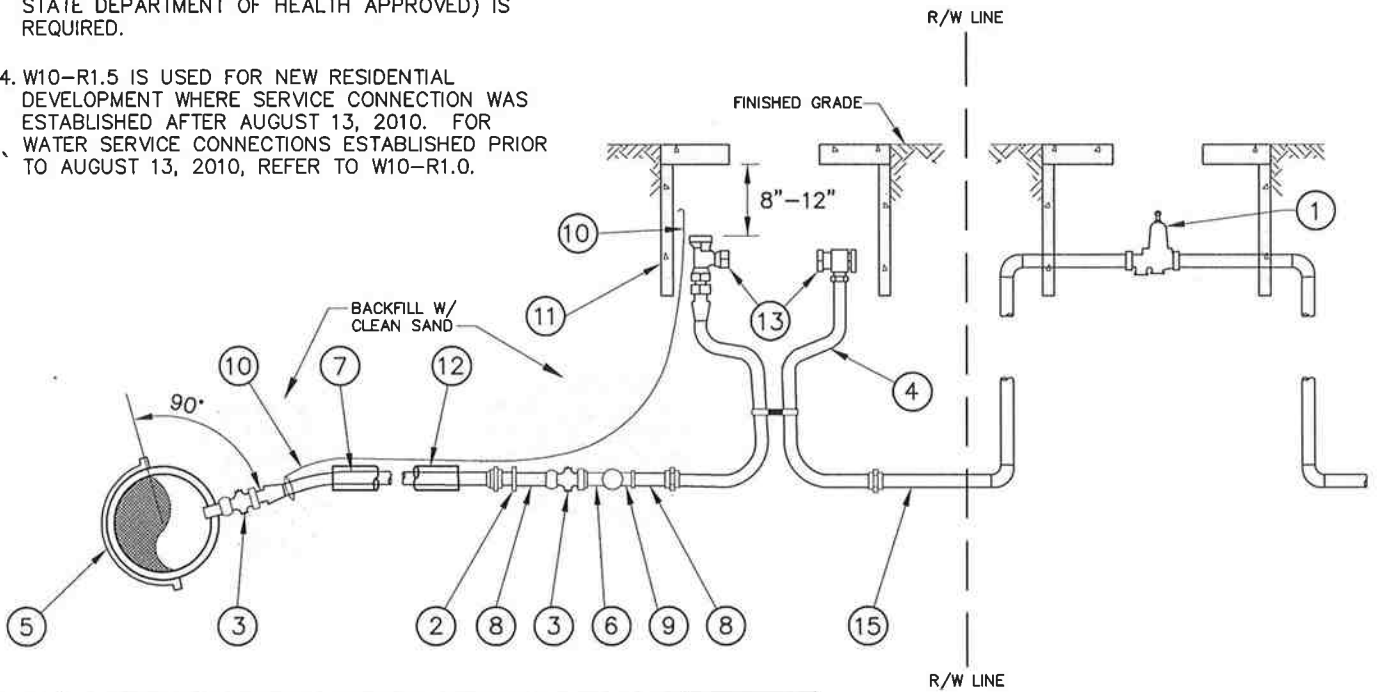 STATE DEPARTMENT OF HEALTH APPROVED) IS
REQUIRED.
4. W10-R1.5 IS USED FOR NEW RESIDENTIAL
DEVELOPMENT WHERE SERVICE CONNECTION WAS
ESTABLISHED AFTER AUGUST 13, 2010. FOR
WATER SERVICE CONNECTIONS ESTABLISHED PRIOR
TO AUGUST 13, 2010, REFER TO W10-R1.0.
R/W LINE
FINISHED GRADE
8"-12"
1
10
11
13
BACKFILL W/
CLEAN SAND
10
7
12
4
90°
5
3
2
8
3
6
9
8
15
R/W LINE